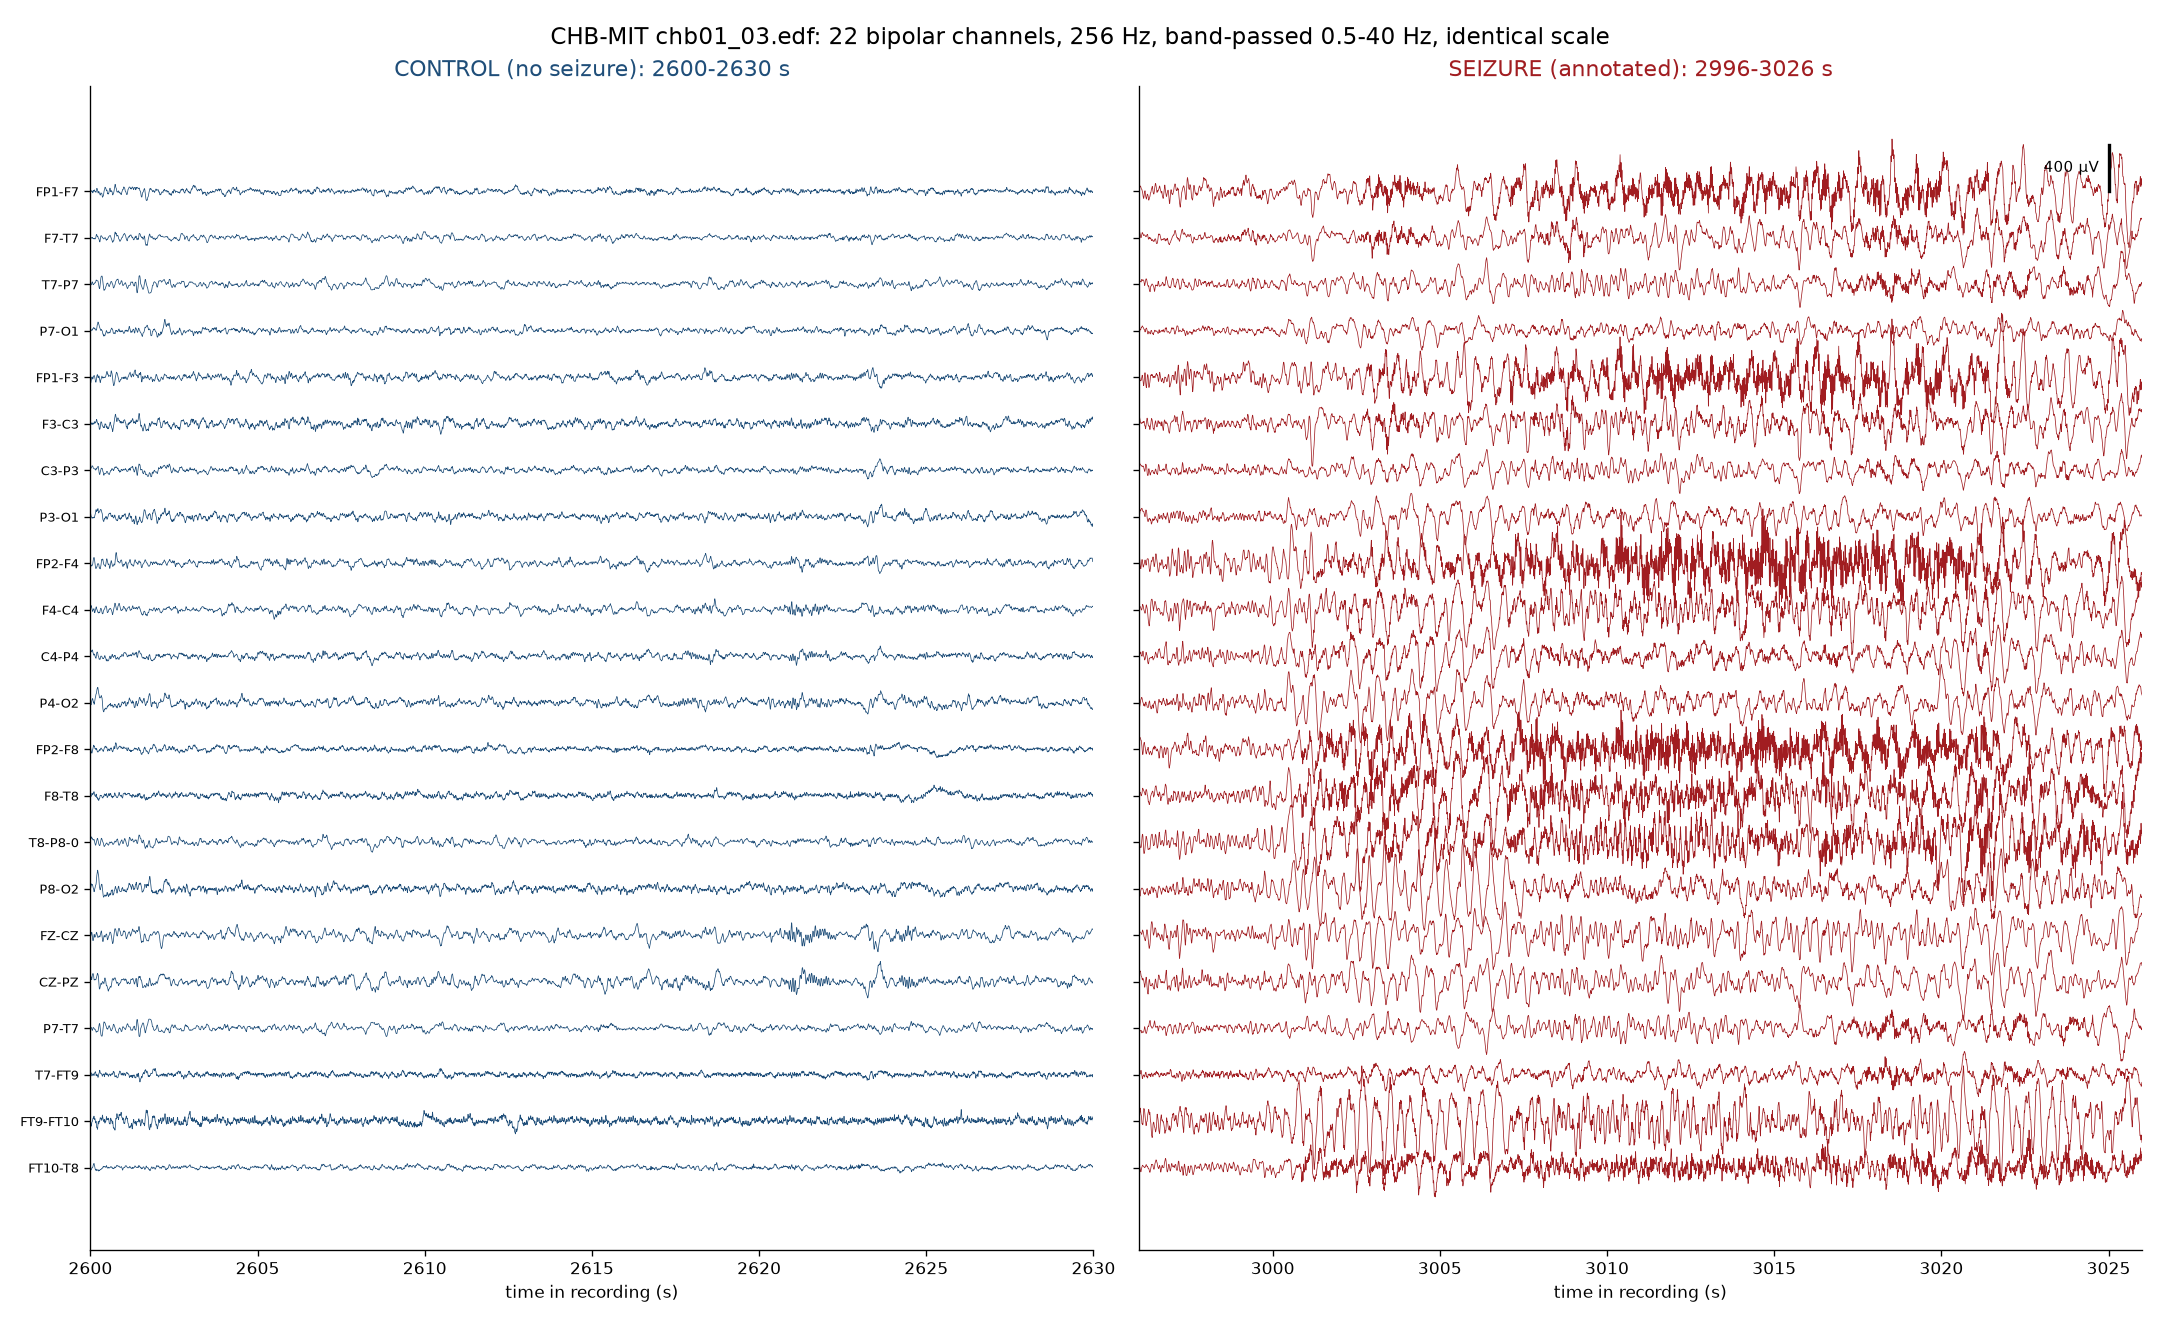 CHB-MIT chb01_03.edf: 22 bipolar channels, 256 Hz, band-passed 0.5-40 Hz, identical scale
CONTROL (no seizure): 2600-2630 s
SEIZURE (annotated): 2996-3026 s
400 µV
FP1-F7
F7-T7
T7-P7
P7-O1
FP1-F3
F3-C3
C3-P3
P3-O1
FP2-F4
F4-C4
C4-P4
P4-O2
FP2-F8
F8-T8
T8-P8-0
P8-O2
FZ-CZ
CZ-PZ
P7-T7
T7-FT9
FT9-FT10
FT10-T8
2600 2605 2610 2615 2620 2625 2630
time in recording (s)
3000 3005 3010 3015 3020 3025
time in recording (s)